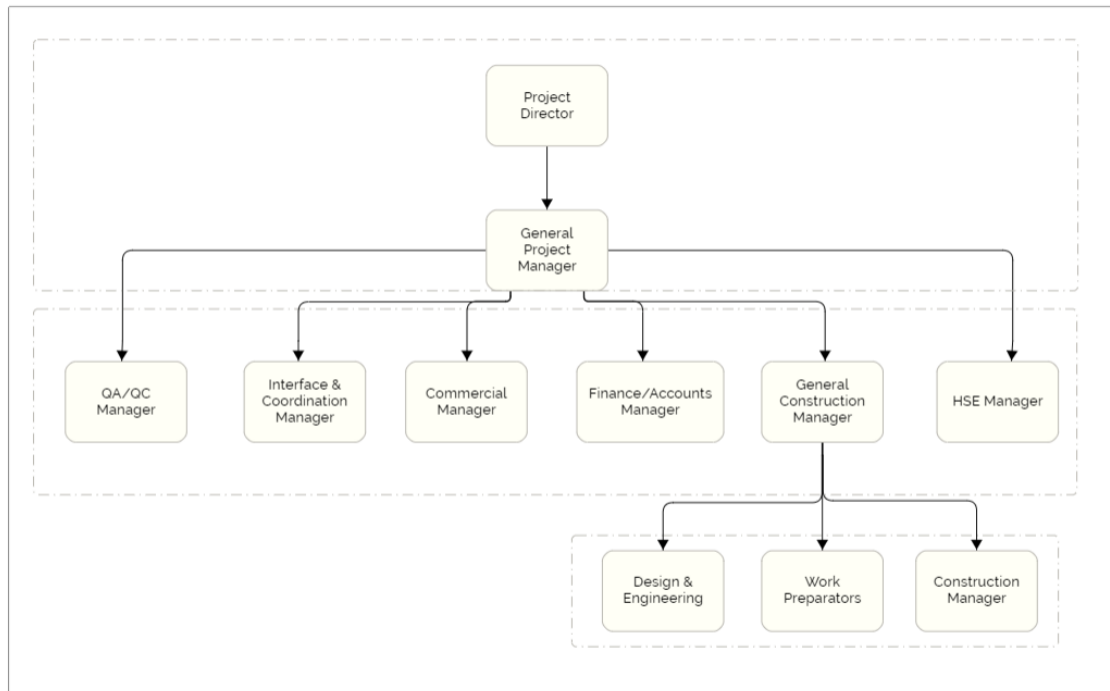 Project
Director
General
Project
Manager
QA/QC
Manager
Interface &
Coordination
Manager
Commercial
Manager
Finance/Accounts
Manager
General
Construction
Manager
HSE Manager
Design &
Engineering
Work
Preparators
Construction
Manager